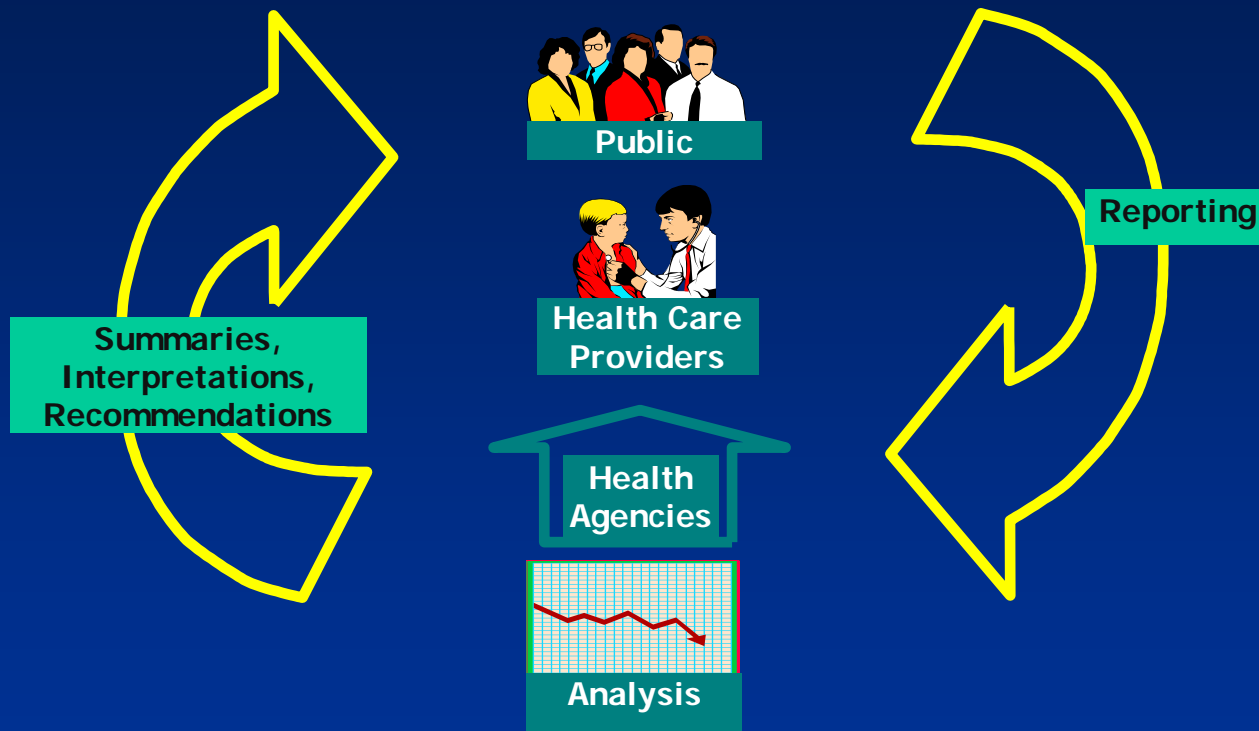 Public
Reporting
Health Care
Providers
Summaries,
Interpretations,
Recommendations
Health
Agencies
Analysis